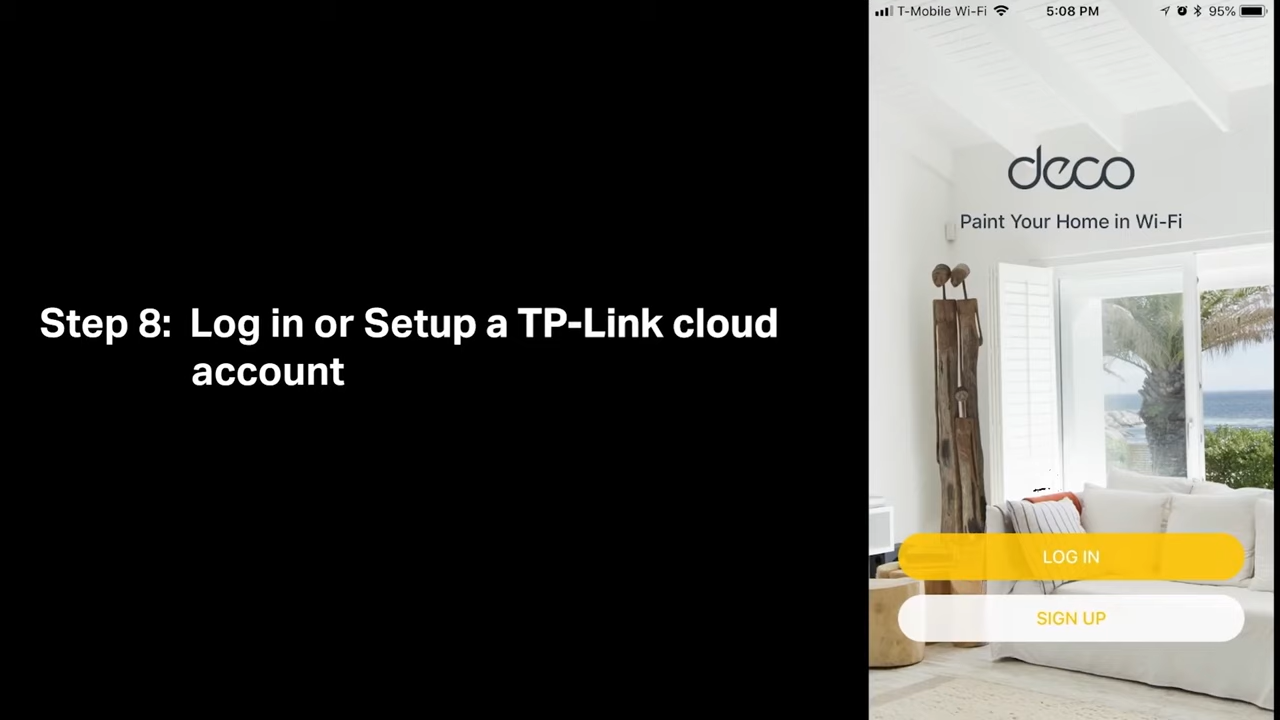 T-Mobile Wi-Fi 5:08 PM 95%
deco
Paint Your Home in Wi-Fi
Step 8: Log in or Setup a TP-Link cloud
account
LOG IN
SIGN UP